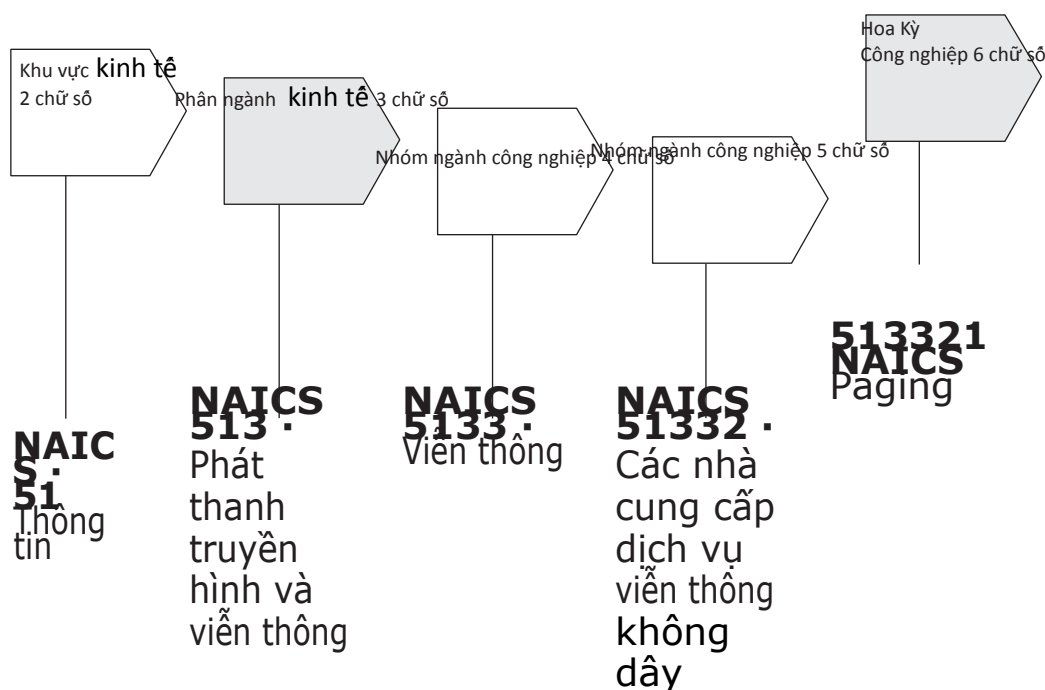 Khu vực kinh tế
2 chữ số
Phân ngành kinh tế 3 chữ số
Nhóm ngành công nghiệp 4 chữ số
Nhóm ngành công nghiệp 5 chữ số
Hoa Kỳ
Công nghiệp 6 chữ số
NAIC
S ·
51
Thông
tin
NAICS
513 ·
Phát
thanh
truyền
hình và
viễn thông
NAICS
5133 ·
Viễn thông
NAICS
51332 ·
Các nhà
cung cấp
dịch vụ
viễn thông
không
dây
513321
NAICS
Paging